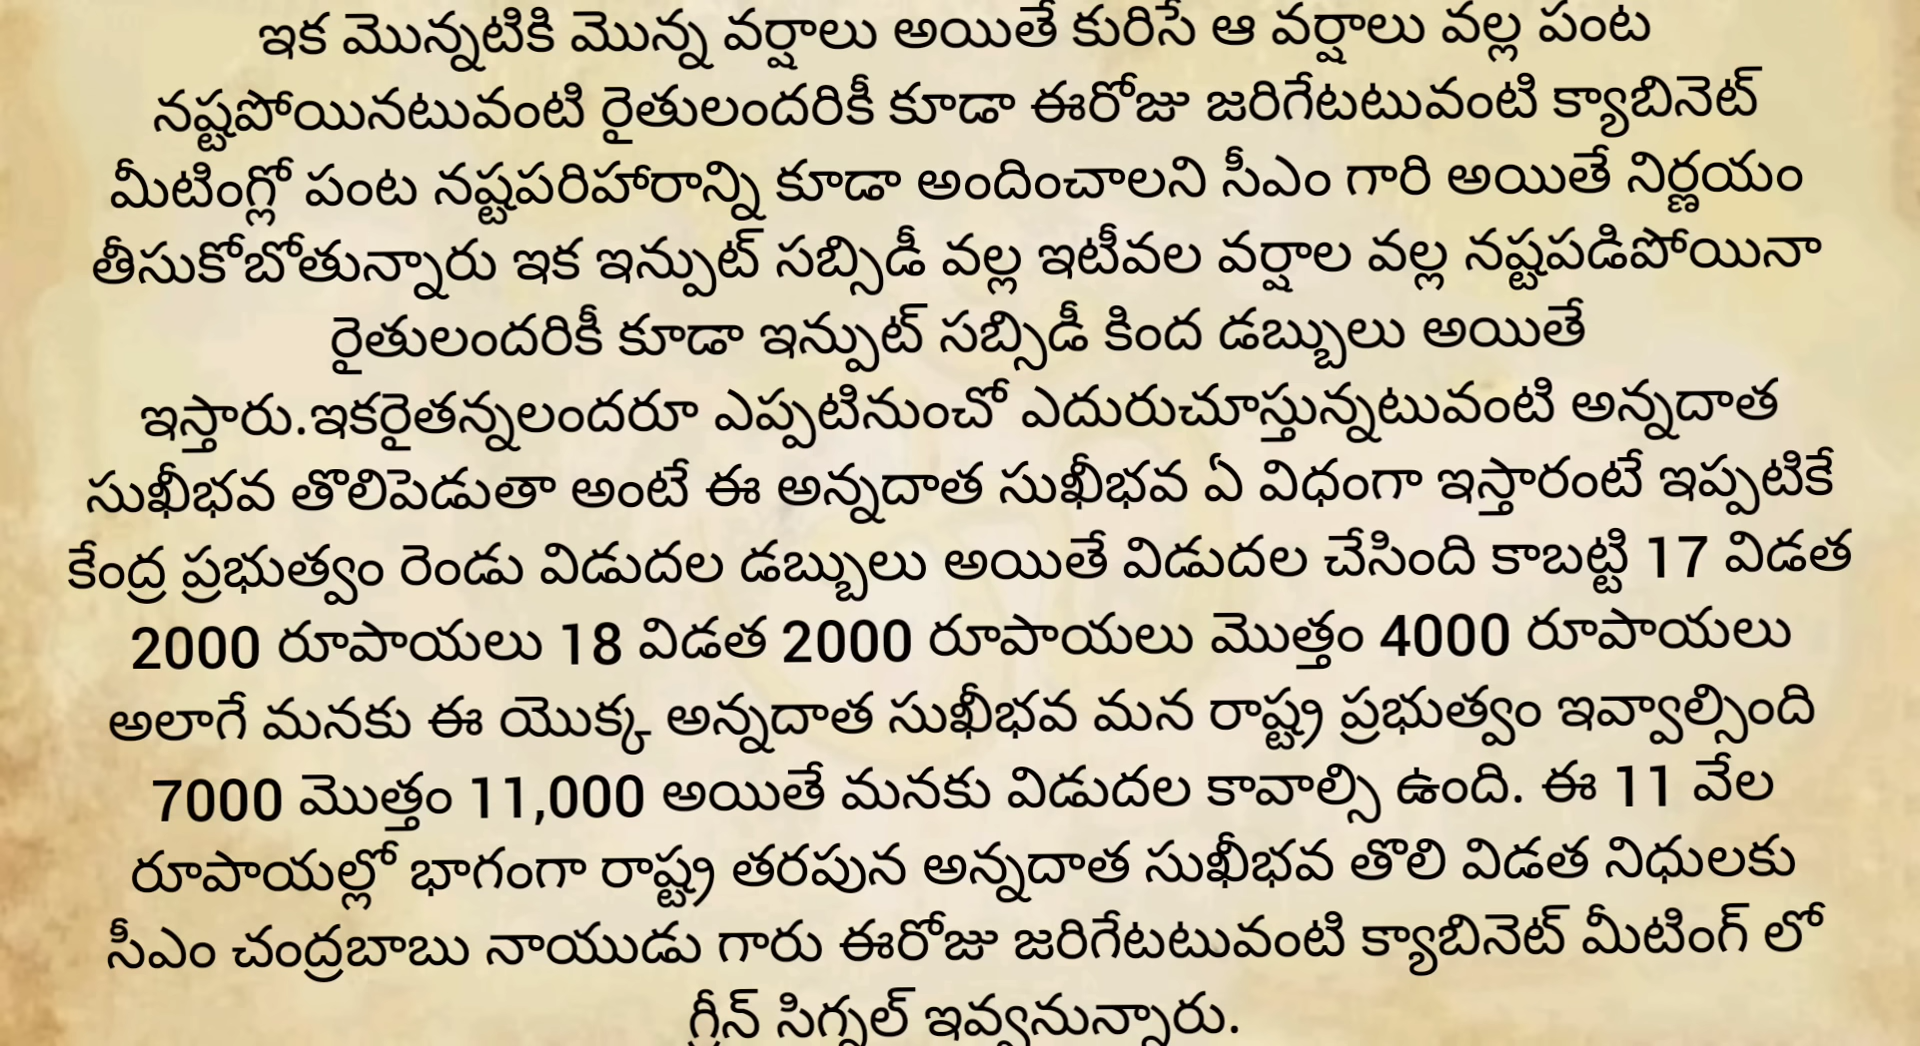 ఇక మొన్నటికి మొన్న వర్షాలు అయితే కురిసే ఆ వర్షాలు వల్ల పంట
నష్టపోయినటువంటి రైతులందరికీ కూడా ఈరోజు జరిగేటటువంటి క్యాబినెట్
మీటింగ్లో పంట నష్టపరిహారాన్ని కూడా అందించాలని సీఎం గారి అయితే నిర్ణయం
తీసుకోబోతున్నారు ఇక ఇన్పుట్ సబ్సిడీ వల్ల ఇటీవల వర్షాల వల్ల నష్టపడిపోయినా
రైతులందరికీ కూడా ఇన్పుట్ సబ్సిడీ కింద డబ్బులు అయితే
ఇస్తారు.ఇకరైతన్నలందరూ ఎప్పటినుంచో ఎదురుచూస్తున్నటువంటి అన్నదాత
సుఖీభవ తొలిపెడుతా అంటే ఈ అన్నదాత సుఖీభవ ఏ విధంగా ఇస్తారంటే ఇప్పటికే
కేంద్ర ప్రభుత్వం రెండు విడుదల డబ్బులు అయితే విడుదల చేసింది కాబట్టి 17 విడత
2000 రూపాయలు 18 విడత 2000 రూపాయలు మొత్తం 4000 రూపాయలు
అలాగే మనకు ఈ యొక్క అన్నదాత సుఖీభవ మన రాష్ట్ర ప్రభుత్వం ఇవ్వాల్సింది
7000 మొత్తం 11,000 అయితే మనకు విడుదల కావాల్సి ఉంది. ఈ 11 వేల
రూపాయల్లో భాగంగా రాష్ట్ర తరపున అన్నదాత సుఖీభవ తొలి విడత నిధులకు
సీఎం చంద్రబాబు నాయుడు గారు ఈరోజు జరిగేటటువంటి క్యాబినెట్ మీటింగ్ లో
గ్రీన్ సిగ్నల్ ఇవ్వనున్నారు.